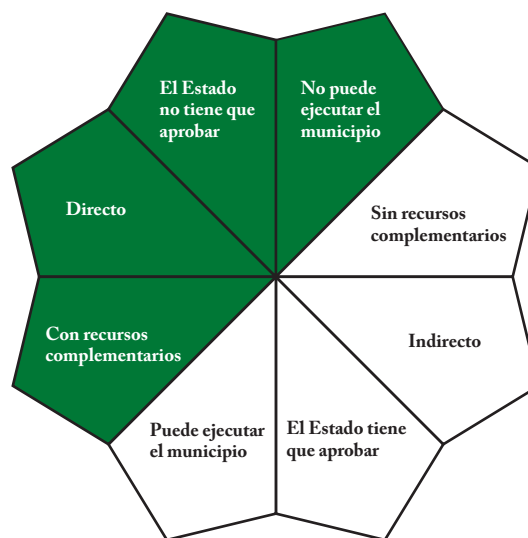 El Estado
no tiene que
aprobar
No puede
ejecutar el
municipio
Directo
Sin recursos
complementarios
Con recursos
complementarios
Indirecto
Puede ejecutar
el municipio
El Estado tiene
que aprobar